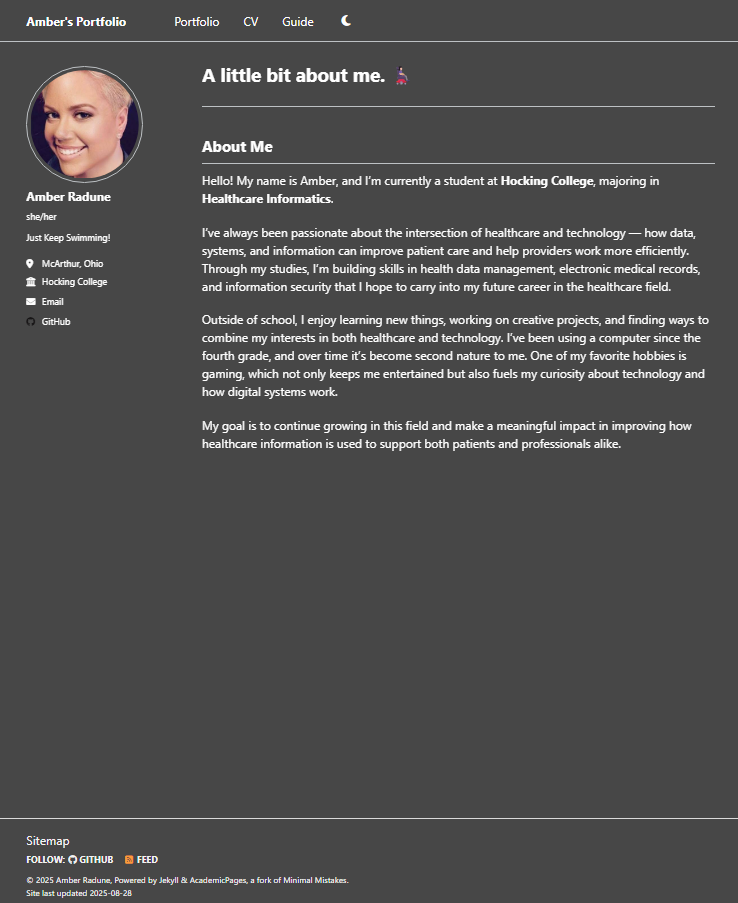 Amber's Portfolio Portfolio CV Guide
A little bit about me.
Amber Radune
she/her
Just Keep Swimming!
McArthur, Ohio
Hocking College
Email
GitHub
About Me
Hello! My name is Amber, and I’m currently a student at Hocking College, majoring in
Healthcare Informatics.
I’ve always been passionate about the intersection of healthcare and technology — how data,
systems, and information can improve patient care and help providers work more efficiently.
Through my studies, I’m building skills in health data management, electronic medical records,
and information security that I hope to carry into my future career in the healthcare field.
Outside of school, I enjoy learning new things, working on creative projects, and finding ways to
combine my interests in both healthcare and technology. I’ve been using a computer since the
fourth grade, and over time it’s become second nature to me. One of my favorite hobbies is
gaming, which not only keeps me entertained but also fuels my curiosity about technology and
how digital systems work.
My goal is to continue growing in this field and make a meaningful impact in improving how
healthcare information is used to support both patients and professionals alike.
Sitemap
FOLLOW: GITHUB FEED
© 2025 Amber Radune, Powered by Jekyll & AcademicPages, a fork of Minimal Mistakes.
Site last updated 2025-08-28